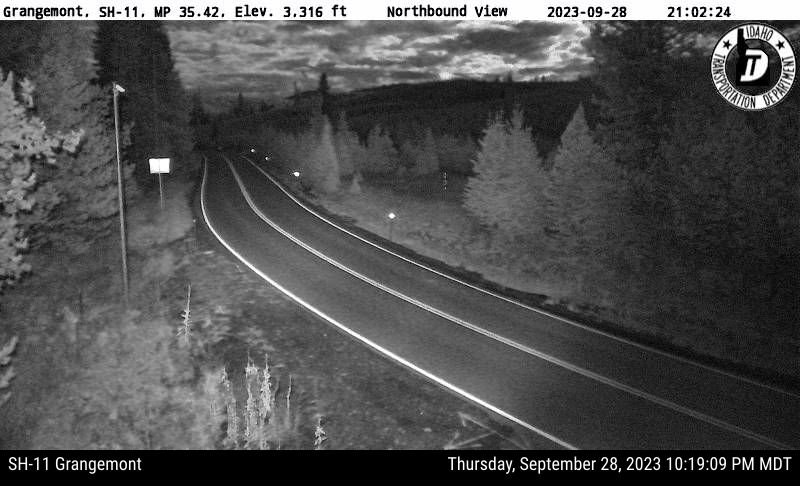 Grangemont, SH-11, MP 35.42, Elev. 3,316 ft Northbound View 2023-09-28 21:02:24
IDAHO
TRANSPORTATION DEPARTMENT
SH-11 Grangemont Thursday, September 28, 2023 10:19:09 PM MDT